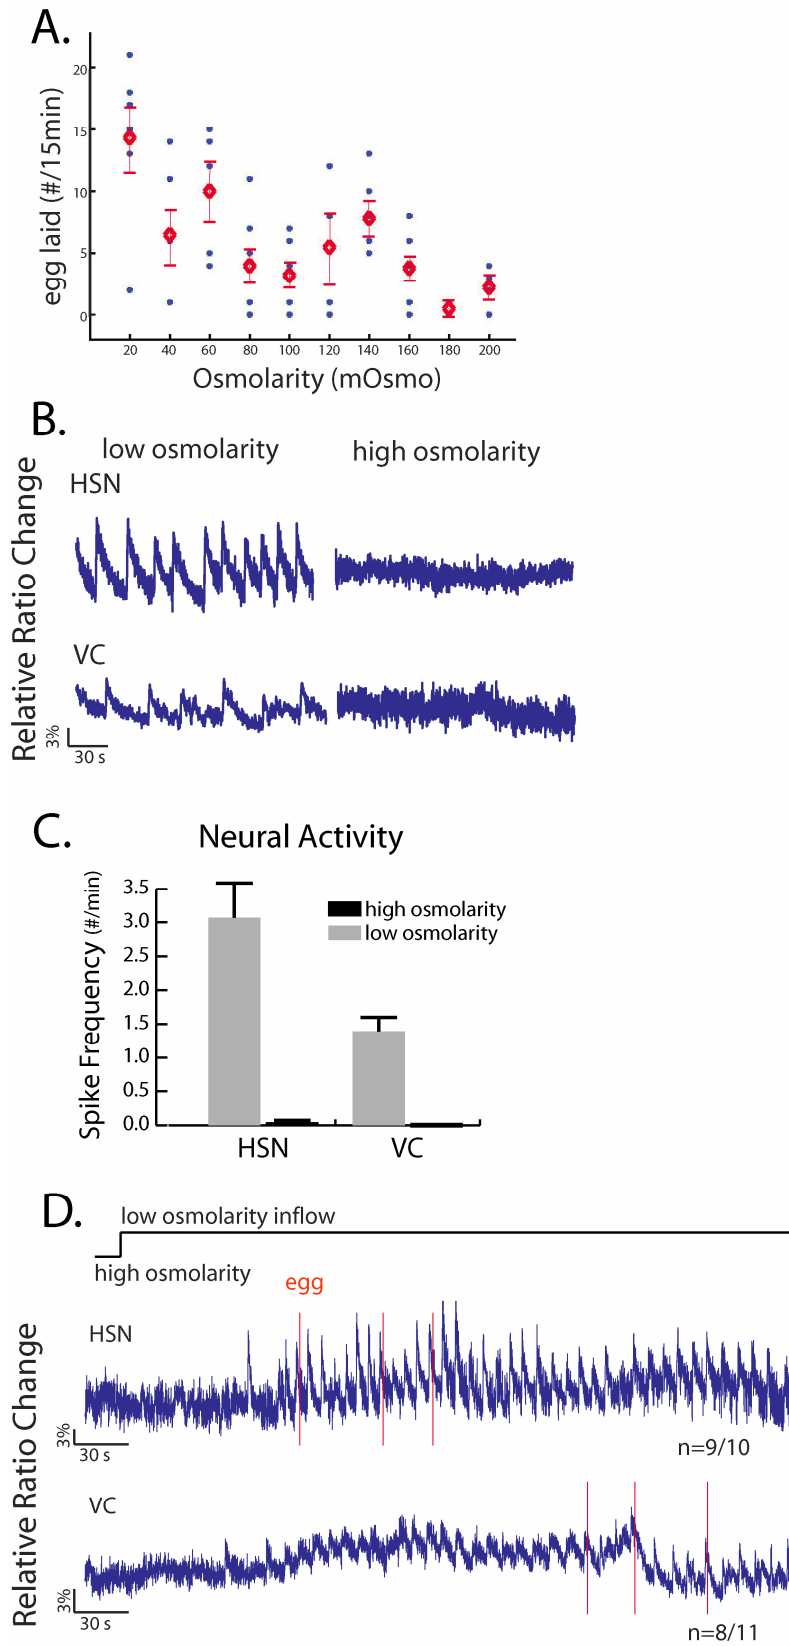 A.
egg laid (#/15min)
20
15
10
5
0
20 40 60 80 100 120 140 160 180 200
Osmolarity (mOsmo)
B.
low osmolarity high osmolarity
Relative Ratio Change
HSN
VC
3%
30 s
C.
Neural Activity
Spike Frequency (#/min)
3.5
3.0
2.5
2.0
1.5
1.0
0.5
0.0
high osmolarity
low osmolarity
HSN VC
D.
low osmolarity inflow
high osmolarity
egg
Relative Ratio Change
HSN
3%
30 s
n=9/10
Relative Ratio Change
VC
3%
30 s
n=8/11